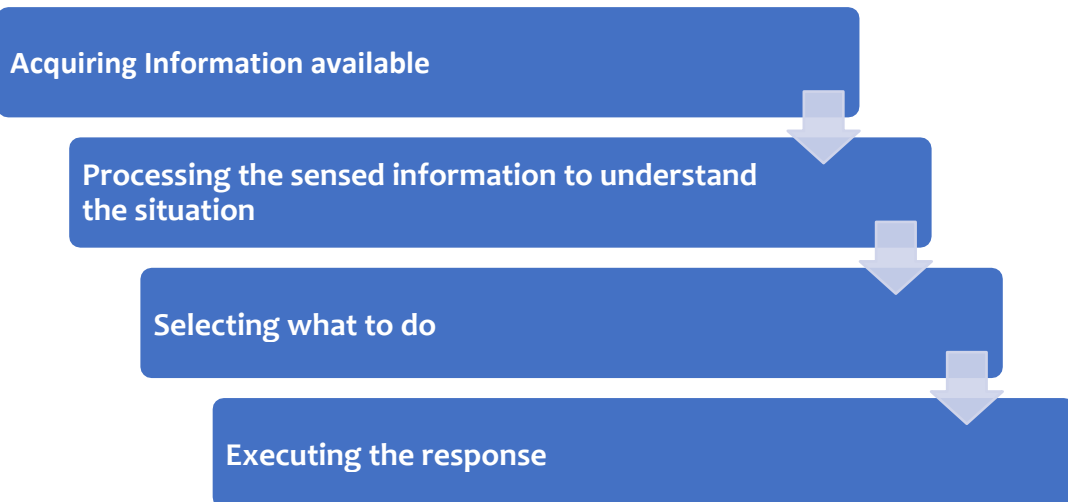 Acquiring Information available
Processing the sensed information to understand
the situation
Selecting what to do
Executing the response